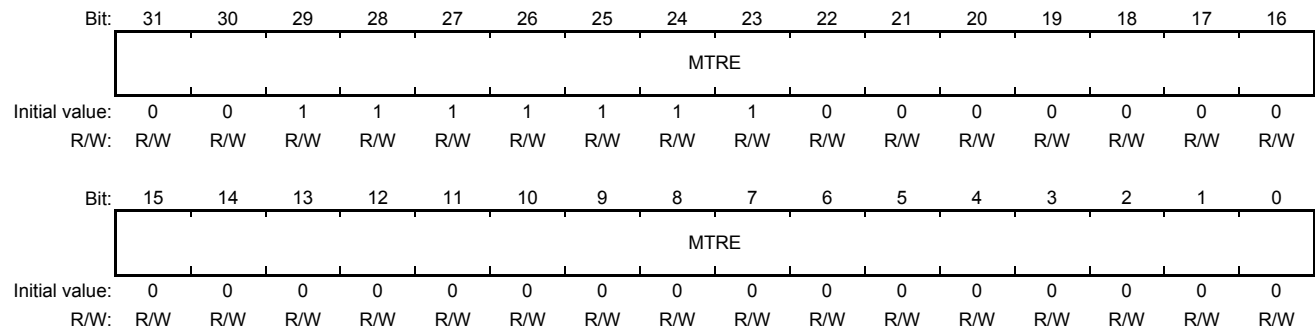 Bit: 31 30 29 28 27 26 25 24 23 22 21 20 19 18 17 16
MTRE
Initial value: 0 0 1 1 1 1 1 1 1 0 0 0 0 0 0 0
R/W: R/W R/W R/W R/W R/W R/W R/W R/W R/W R/W R/W R/W R/W R/W R/W R/W
Bit: 15 14 13 12 11 10 9 8 7 6 5 4 3 2 1 0
MTRE
Initial value: 0 0 0 0 0 0 0 0 0 0 0 0 0 0 0 0
R/W: R/W R/W R/W R/W R/W R/W R/W R/W R/W R/W R/W R/W R/W R/W R/W R/W